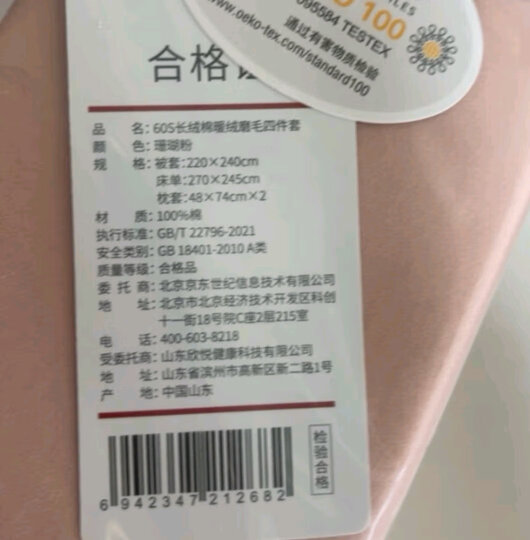 100
095584 TESTEX
通过有害物质检验
www.oeko-tex.com/standard100
合格证
品 名：60S长绒棉暖绒磨毛四件套
颜 色：珊瑚粉
规 格：被套：220×240cm
床单：270×245cm
枕套：48×74cm×2
材 质：100%棉
执行标准：GB/T 22796-2021
安全类别：GB 18401-2010 A类
质量等级：合格品
委 托 商：北京京东世纪信息技术有限公司
地 址：北京市北京经济技术开发区科创
十一街18号院C座2层215室
电 话：400-603-8218
受委托商：山东欣悦健康科技有限公司
地 址：山东省滨州市高新区新二路1号
产 地：中国山东
检验合格
6942347212682